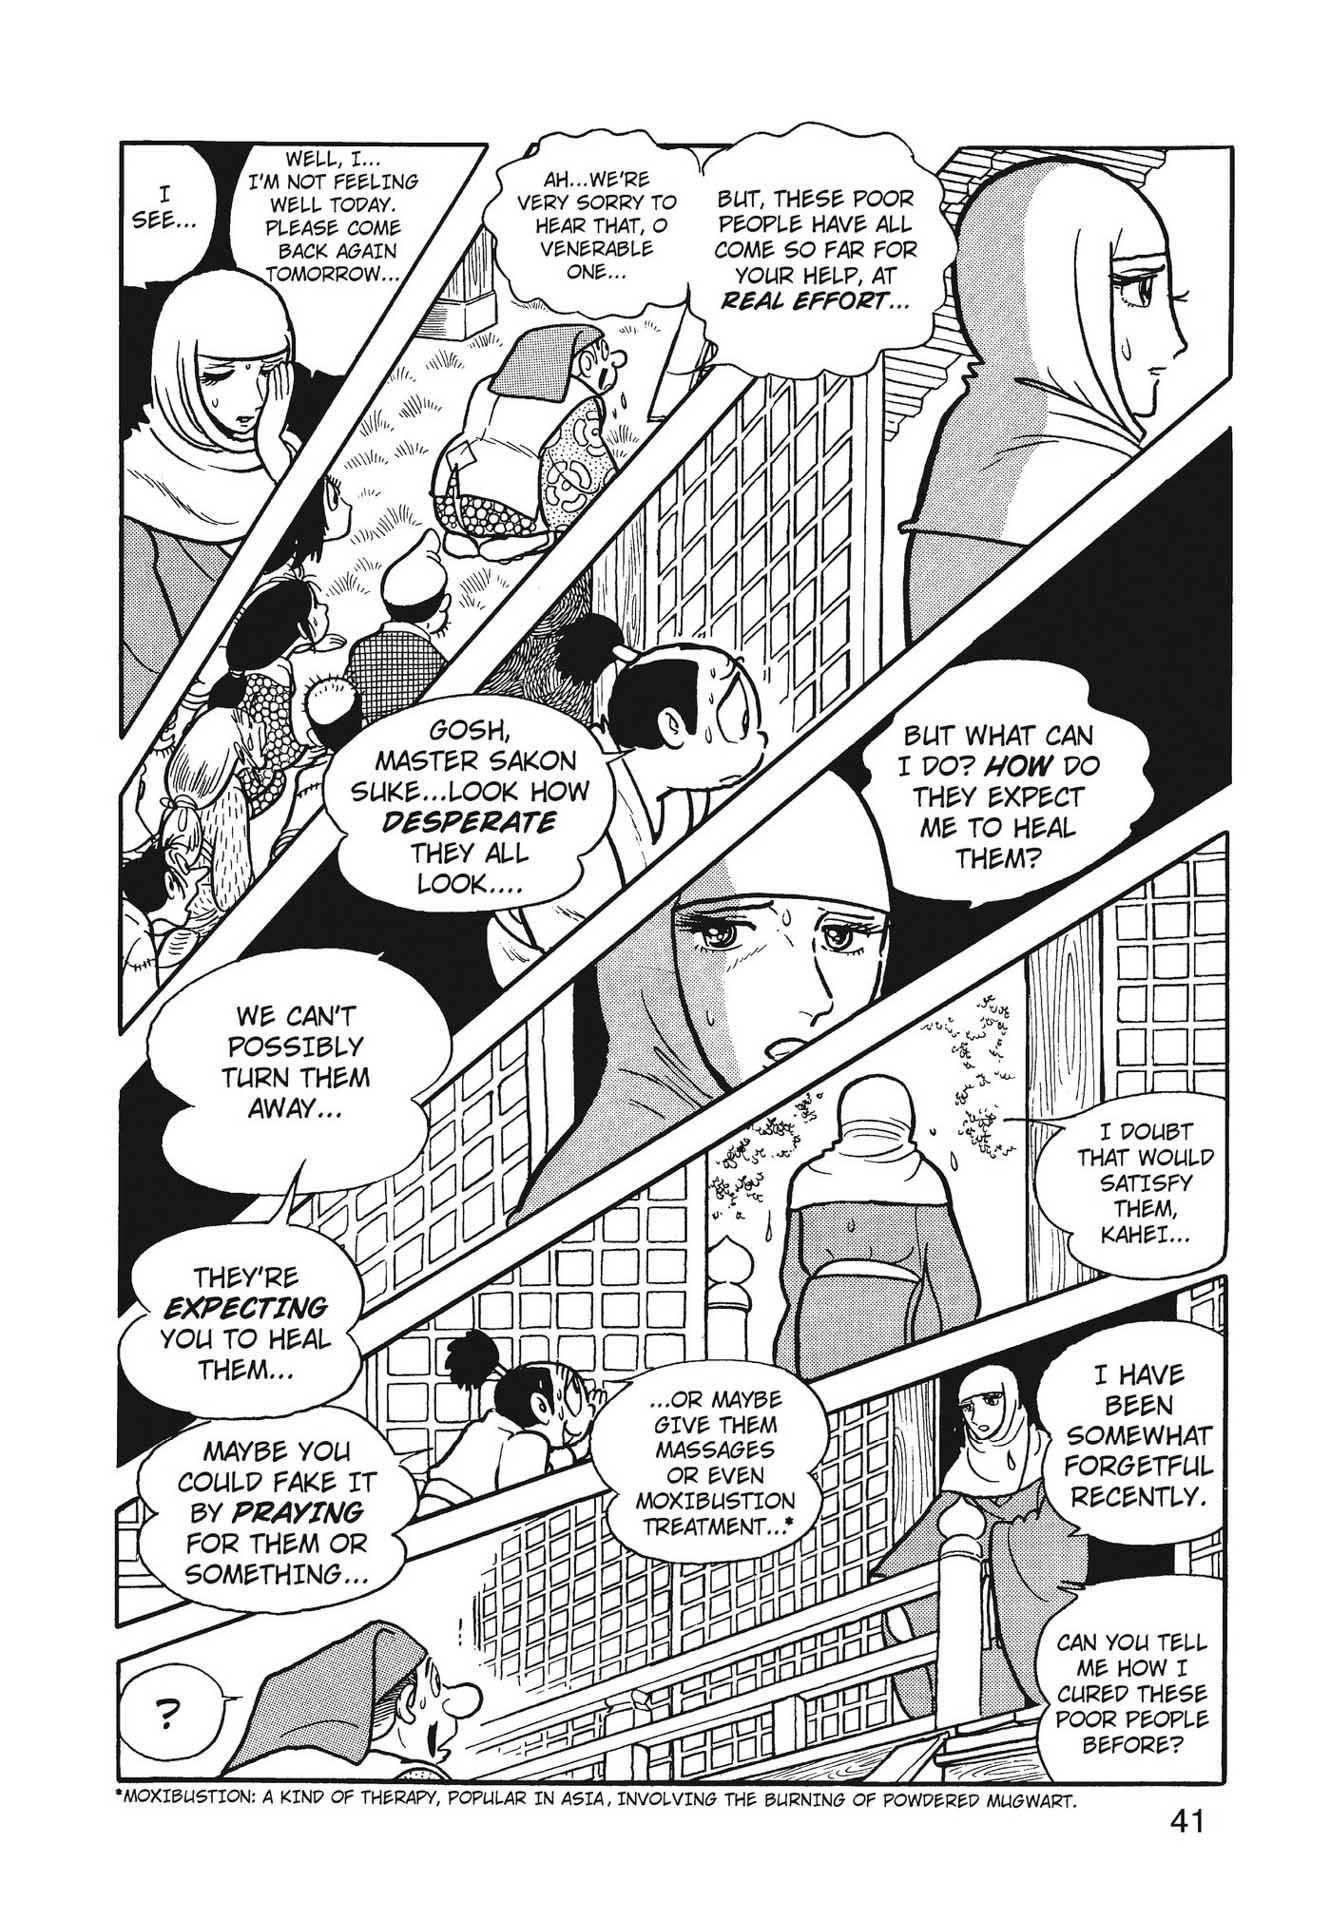 I
SEE...
WELL, I...
I'M NOT FEELING
WELL TODAY.
PLEASE COME
BACK AGAIN
TOMORROW...
AH...WE'RE
VERY SORRY TO
HEAR THAT, O
VENERABLE
ONE...
BUT, THESE POOR
PEOPLE HAVE ALL
COME SO FAR FOR
YOUR HELP, AT
REAL EFFORT...
GOSH,
MASTER SAKON
SUKE...LOOK HOW
DESPERATE
THEY ALL
LOOK....
BUT WHAT CAN
I DO? HOW DO
THEY EXPECT
ME TO HEAL
THEM?
WE CAN'T
POSSIBLY
TURN THEM
AWAY...
THEY'RE
EXPECTING
YOU TO HEAL
THEM...
MAYBE YOU
COULD FAKE IT
BY PRAYING
FOR THEM OR
SOMETHING...
...OR MAYBE
GIVE THEM
MASSAGES
OR EVEN
MOXIBUSTION
TREATMENT...*
I DOUBT
THAT WOULD
SATISFY
THEM,
KAHEI...
I HAVE
BEEN
SOMEWHAT
FORGETFUL
RECENTLY.
CAN YOU TELL
ME HOW I
CURED THESE
POOR PEOPLE
BEFORE?
?
*MOXIBUSTION: A KIND OF THERAPY, POPULAR IN ASIA, INVOLVING THE BURNING OF POWDERED MUGWART.
41